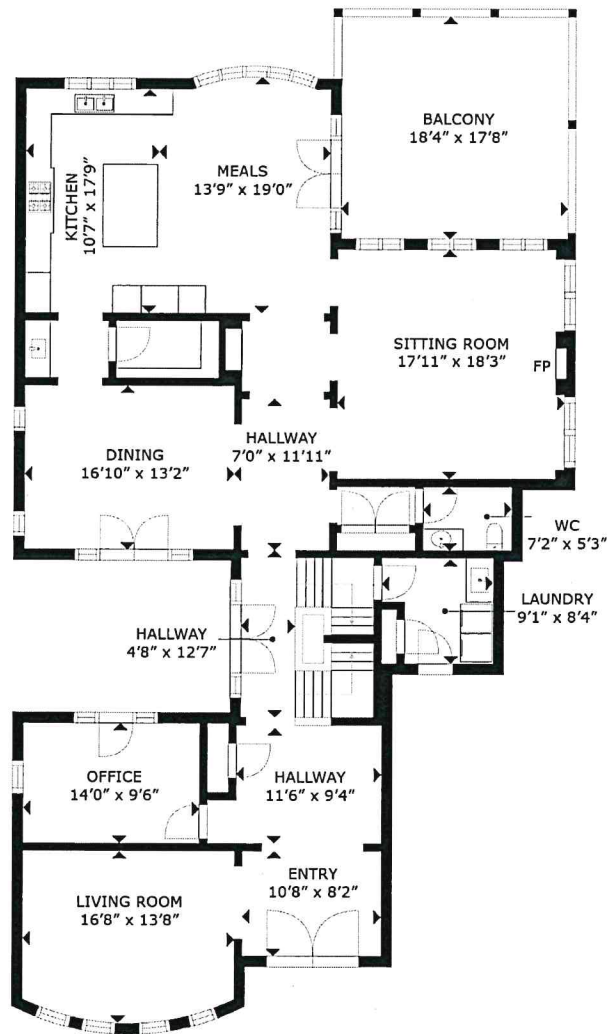 BALCONY
18'4" x 17'8"
MEALS
13'9" x 19'0"
KITCHEN
10'7" x 17'9"
SITTING ROOM
17'11" x 18'3"
FP
HALLWAY
7'0" x 11'11"
DINING
16'10" x 13'2"
WC
7'2" x 5'3"
LAUNDRY
9'1" x 8'4"
HALLWAY
4'8" x 12'7"
OFFICE
14'0" x 9'6"
HALLWAY
11'6" x 9'4"
ENTRY
10'8" x 8'2"
LIVING ROOM
16'8" x 13'8"